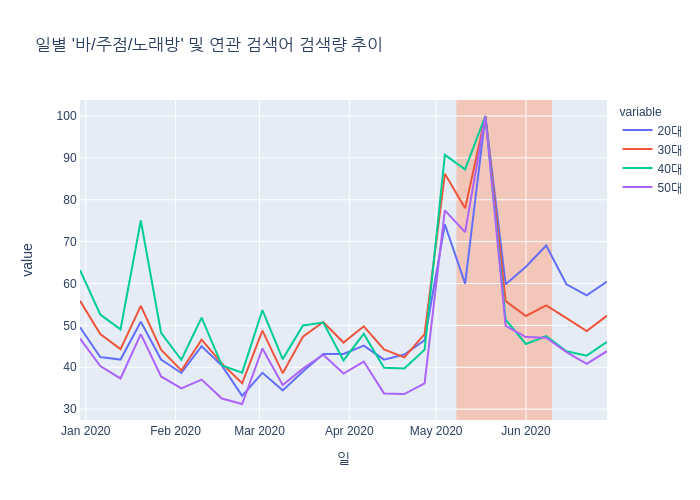 일별 '바/주점/노래방' 및 연관 검색어 검색량 추이
variable
20대
30대
40대
50대
value
100
90
80
70
60
50
40
30
Jan 2020
Feb 2020
Mar 2020
Apr 2020
May 2020
Jun 2020
일